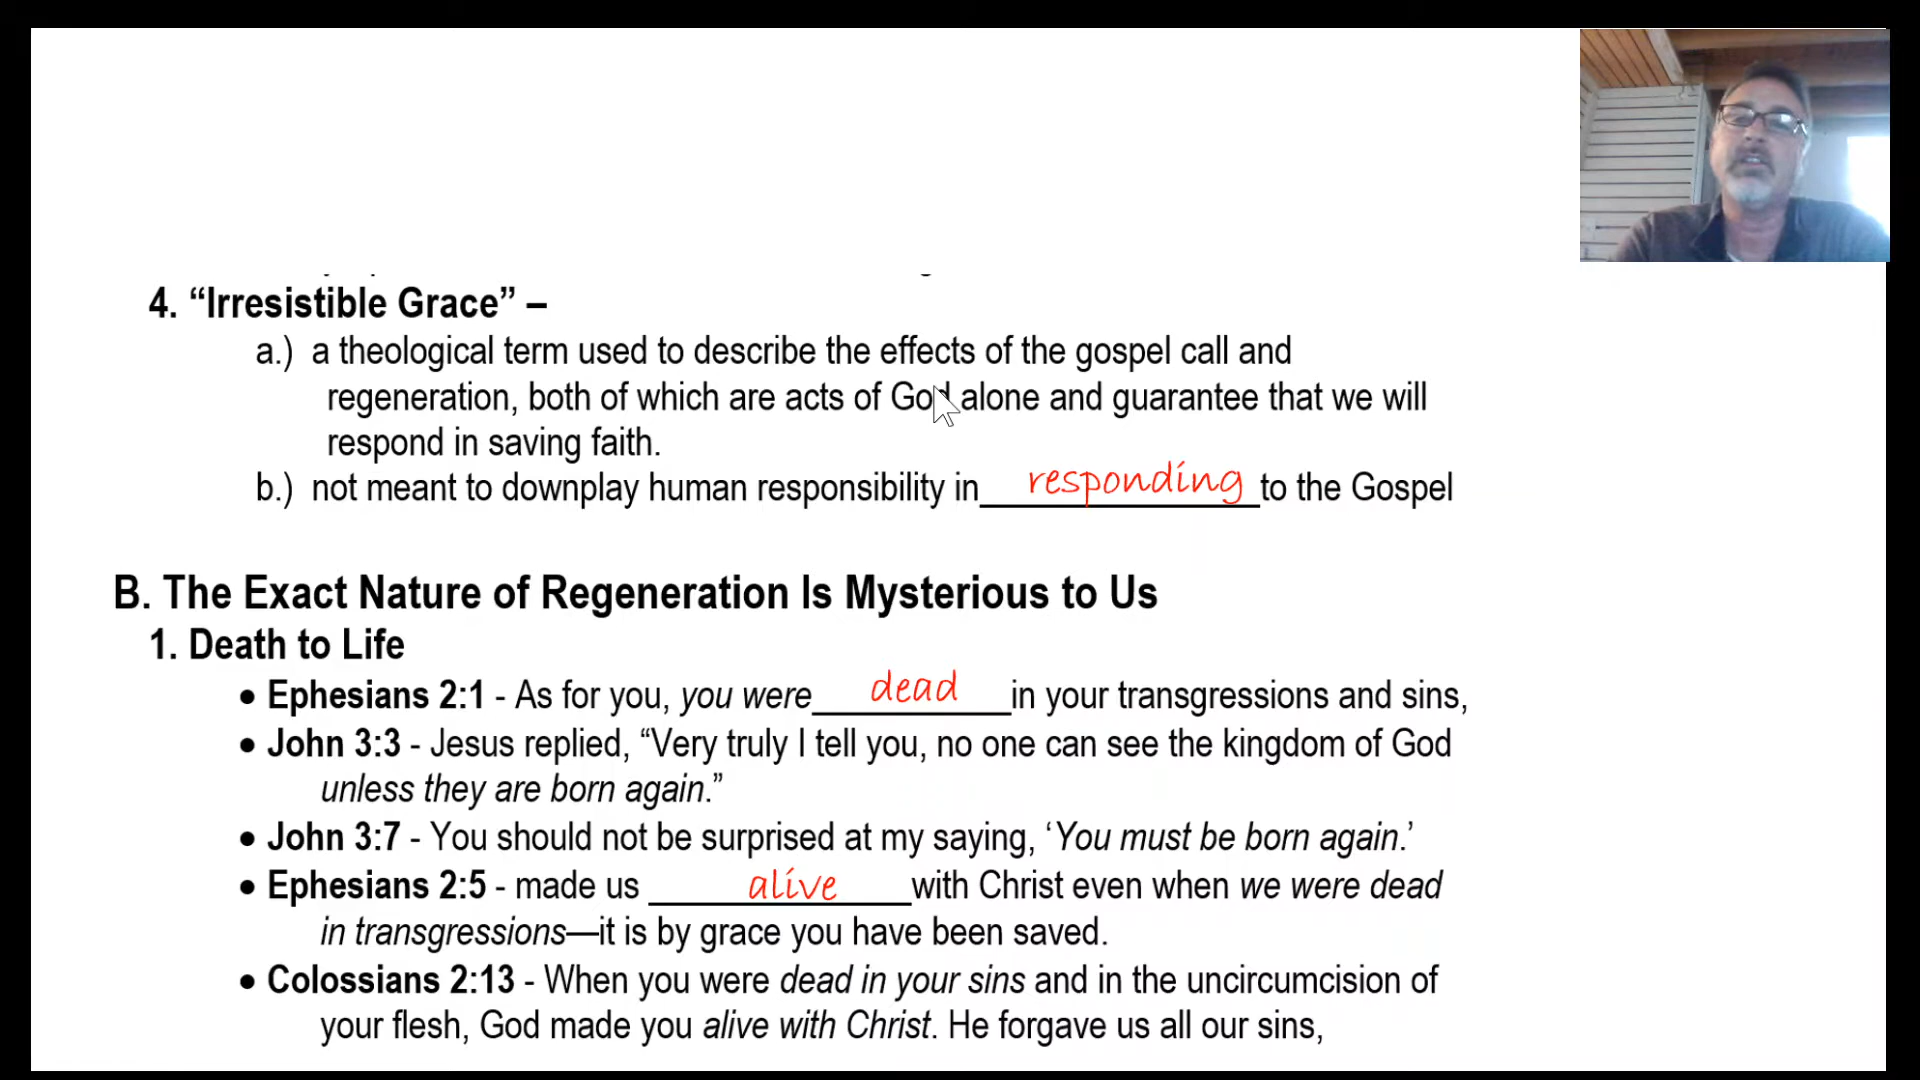 4. “Irresistible Grace” –
a.) a theological term used to describe the effects of the gospel call and
regeneration, both of which are acts of God alone and guarantee that we will
respond in saving faith.
b.) not meant to downplay human responsibility in responding to the Gospel
B. The Exact Nature of Regeneration Is Mysterious to Us
1. Death to Life
• Ephesians 2:1 - As for you, you were dead in your transgressions and sins,
• John 3:3 - Jesus replied, “Very truly I tell you, no one can see the kingdom of God
unless they are born again.”
• John 3:7 - You should not be surprised at my saying, ‘You must be born again.’
• Ephesians 2:5 - made us alive with Christ even when we were dead
in transgressions—it is by grace you have been saved.
• Colossians 2:13 - When you were dead in your sins and in the uncircumcision of
your flesh, God made you alive with Christ. He forgave us all our sins,